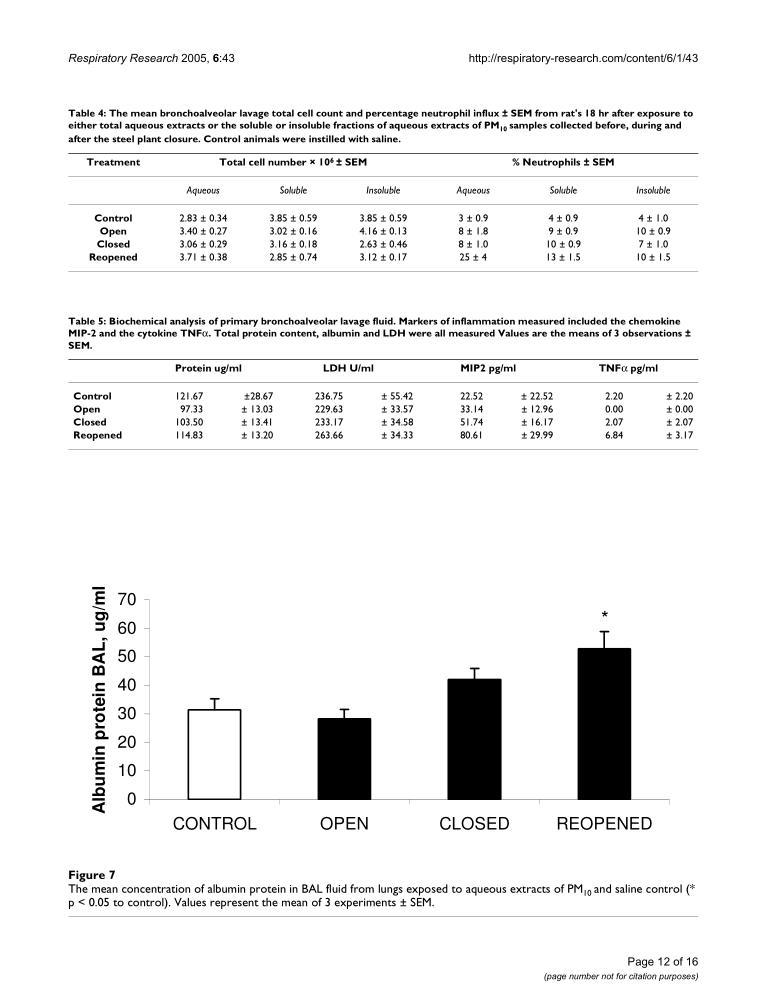 Respiratory Research 2005, 6:43 http://respiratory-research.com/content/6/1/43
Table 4: The mean bronchoalveolar lavage total cell count and percentage neutrophil influx ± SEM from rat's 18 hr after exposure to
either total aqueous extracts or the soluble or insoluble fractions of aqueous extracts of PM10 samples collected before, during and
after the steel plant closure. Control animals were instilled with saline.
Treatment Total cell number × 10⁶ ± SEM % Neutrophils ± SEM
Aqueous Soluble Insoluble Aqueous Soluble Insoluble
Control 2.83 ± 0.34 3.85 ± 0.59 3.85 ± 0.59 3 ± 0.9 4 ± 0.9 4 ± 1.0
Open 3.40 ± 0.27 3.02 ± 0.16 4.16 ± 0.13 8 ± 1.8 9 ± 0.9 10 ± 0.9
Closed 3.06 ± 0.29 3.16 ± 0.18 2.63 ± 0.46 8 ± 1.0 10 ± 0.9 7 ± 1.0
Reopened 3.71 ± 0.38 2.85 ± 0.74 3.12 ± 0.17 25 ± 4 13 ± 1.5 10 ± 1.5
Table 5: Biochemical analysis of primary bronchoalveolar lavage fluid. Markers of inflammation measured included the chemokine
MIP-2 and the cytokine TNFα. Total protein content, albumin and LDH were all measured Values are the means of 3 observations ±
SEM.
Protein ug/ml LDH U/ml MIP2 pg/ml TNFα pg/ml
Control 121.67 ±28.67 236.75 ± 55.42 22.52 ± 22.52 2.20 ± 2.20
Open 97.33 ± 13.03 229.63 ± 33.57 33.14 ± 12.96 0.00 ± 0.00
Closed 103.50 ± 13.41 233.17 ± 34.58 51.74 ± 16.17 2.07 ± 2.07
Reopened 114.83 ± 13.20 263.66 ± 34.33 80.61 ± 29.99 6.84 ± 3.17
Albumin protein BAL, ug/ml
70
60
50
40
30
20
10
0
*
CONTROL OPEN CLOSED REOPENED
Figure 7
The mean concentration of albumin protein in BAL fluid from lungs exposed to aqueous extracts of PM10 and saline control (*
p < 0.05 to control). Values represent the mean of 3 experiments ± SEM.
Page 12 of 16
(page number not for citation purposes)